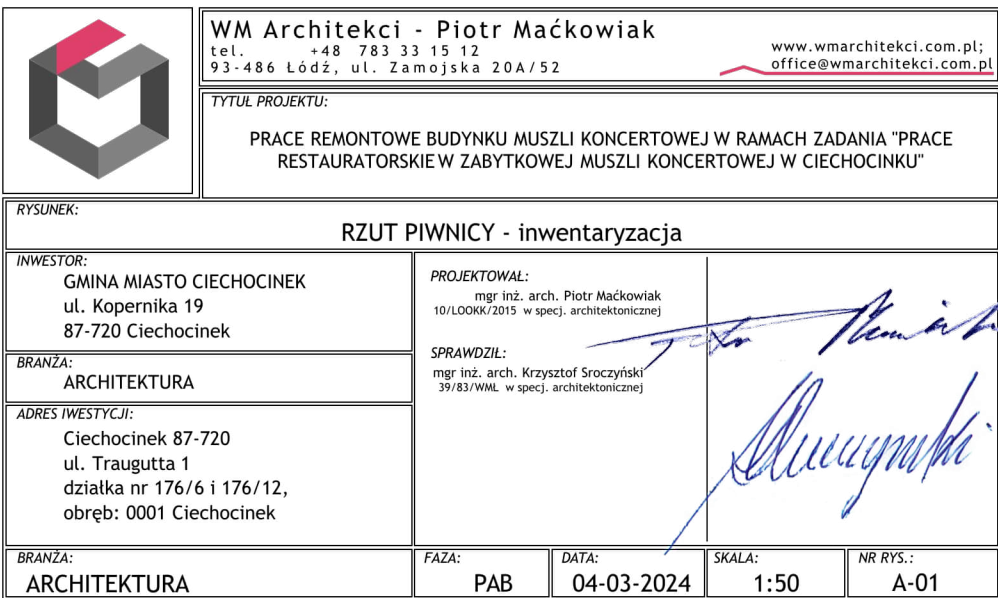 WM Architekci - Piotr Maćkowiak
tel. +48 783 33 15 12
93-486 Łódź, ul. Zamojska 20A/52
www.wmarchitekci.com.pl;
office@wmarchitekci.com.pl
TYTUŁ PROJEKTU:
PRACE REMONTOWE BUDYNKU MUSZLI KONCERTOWEJ W RAMACH ZADANIA "PRACE
RESTAURATORSKIE W ZABYTKOWEJ MUSZLI KONCERTOWEJ W CIECHOCINKU"
RYSUNEK:
RZUT PIWNICY - inwentaryzacja
INWESTOR:
GMINA MIASTO CIECHOCINEK
ul. Kopernika 19
87-720 Ciechocinek
BRANŻA:
ARCHITEKTURA
ADRES IWESTYCJI:
Ciechocinek 87-720
ul. Traugutta 1
działka nr 176/6 i 176/12,
obręb: 0001 Ciechocinek
PROJEKTOWAŁ:
mgr inż. arch. Piotr Maćkowiak
10/LOOKK/2015 w specj. architektonicznej
SPRAWDZIŁ:
mgr inż. arch. Krzysztof Sroczyński
39/83/WMŁ w specj. architektonicznej
BRANŻA:
ARCHITEKTURA
FAZA:
PAB
DATA:
04-03-2024
SKALA:
1:50
NR RYS.:
A-01